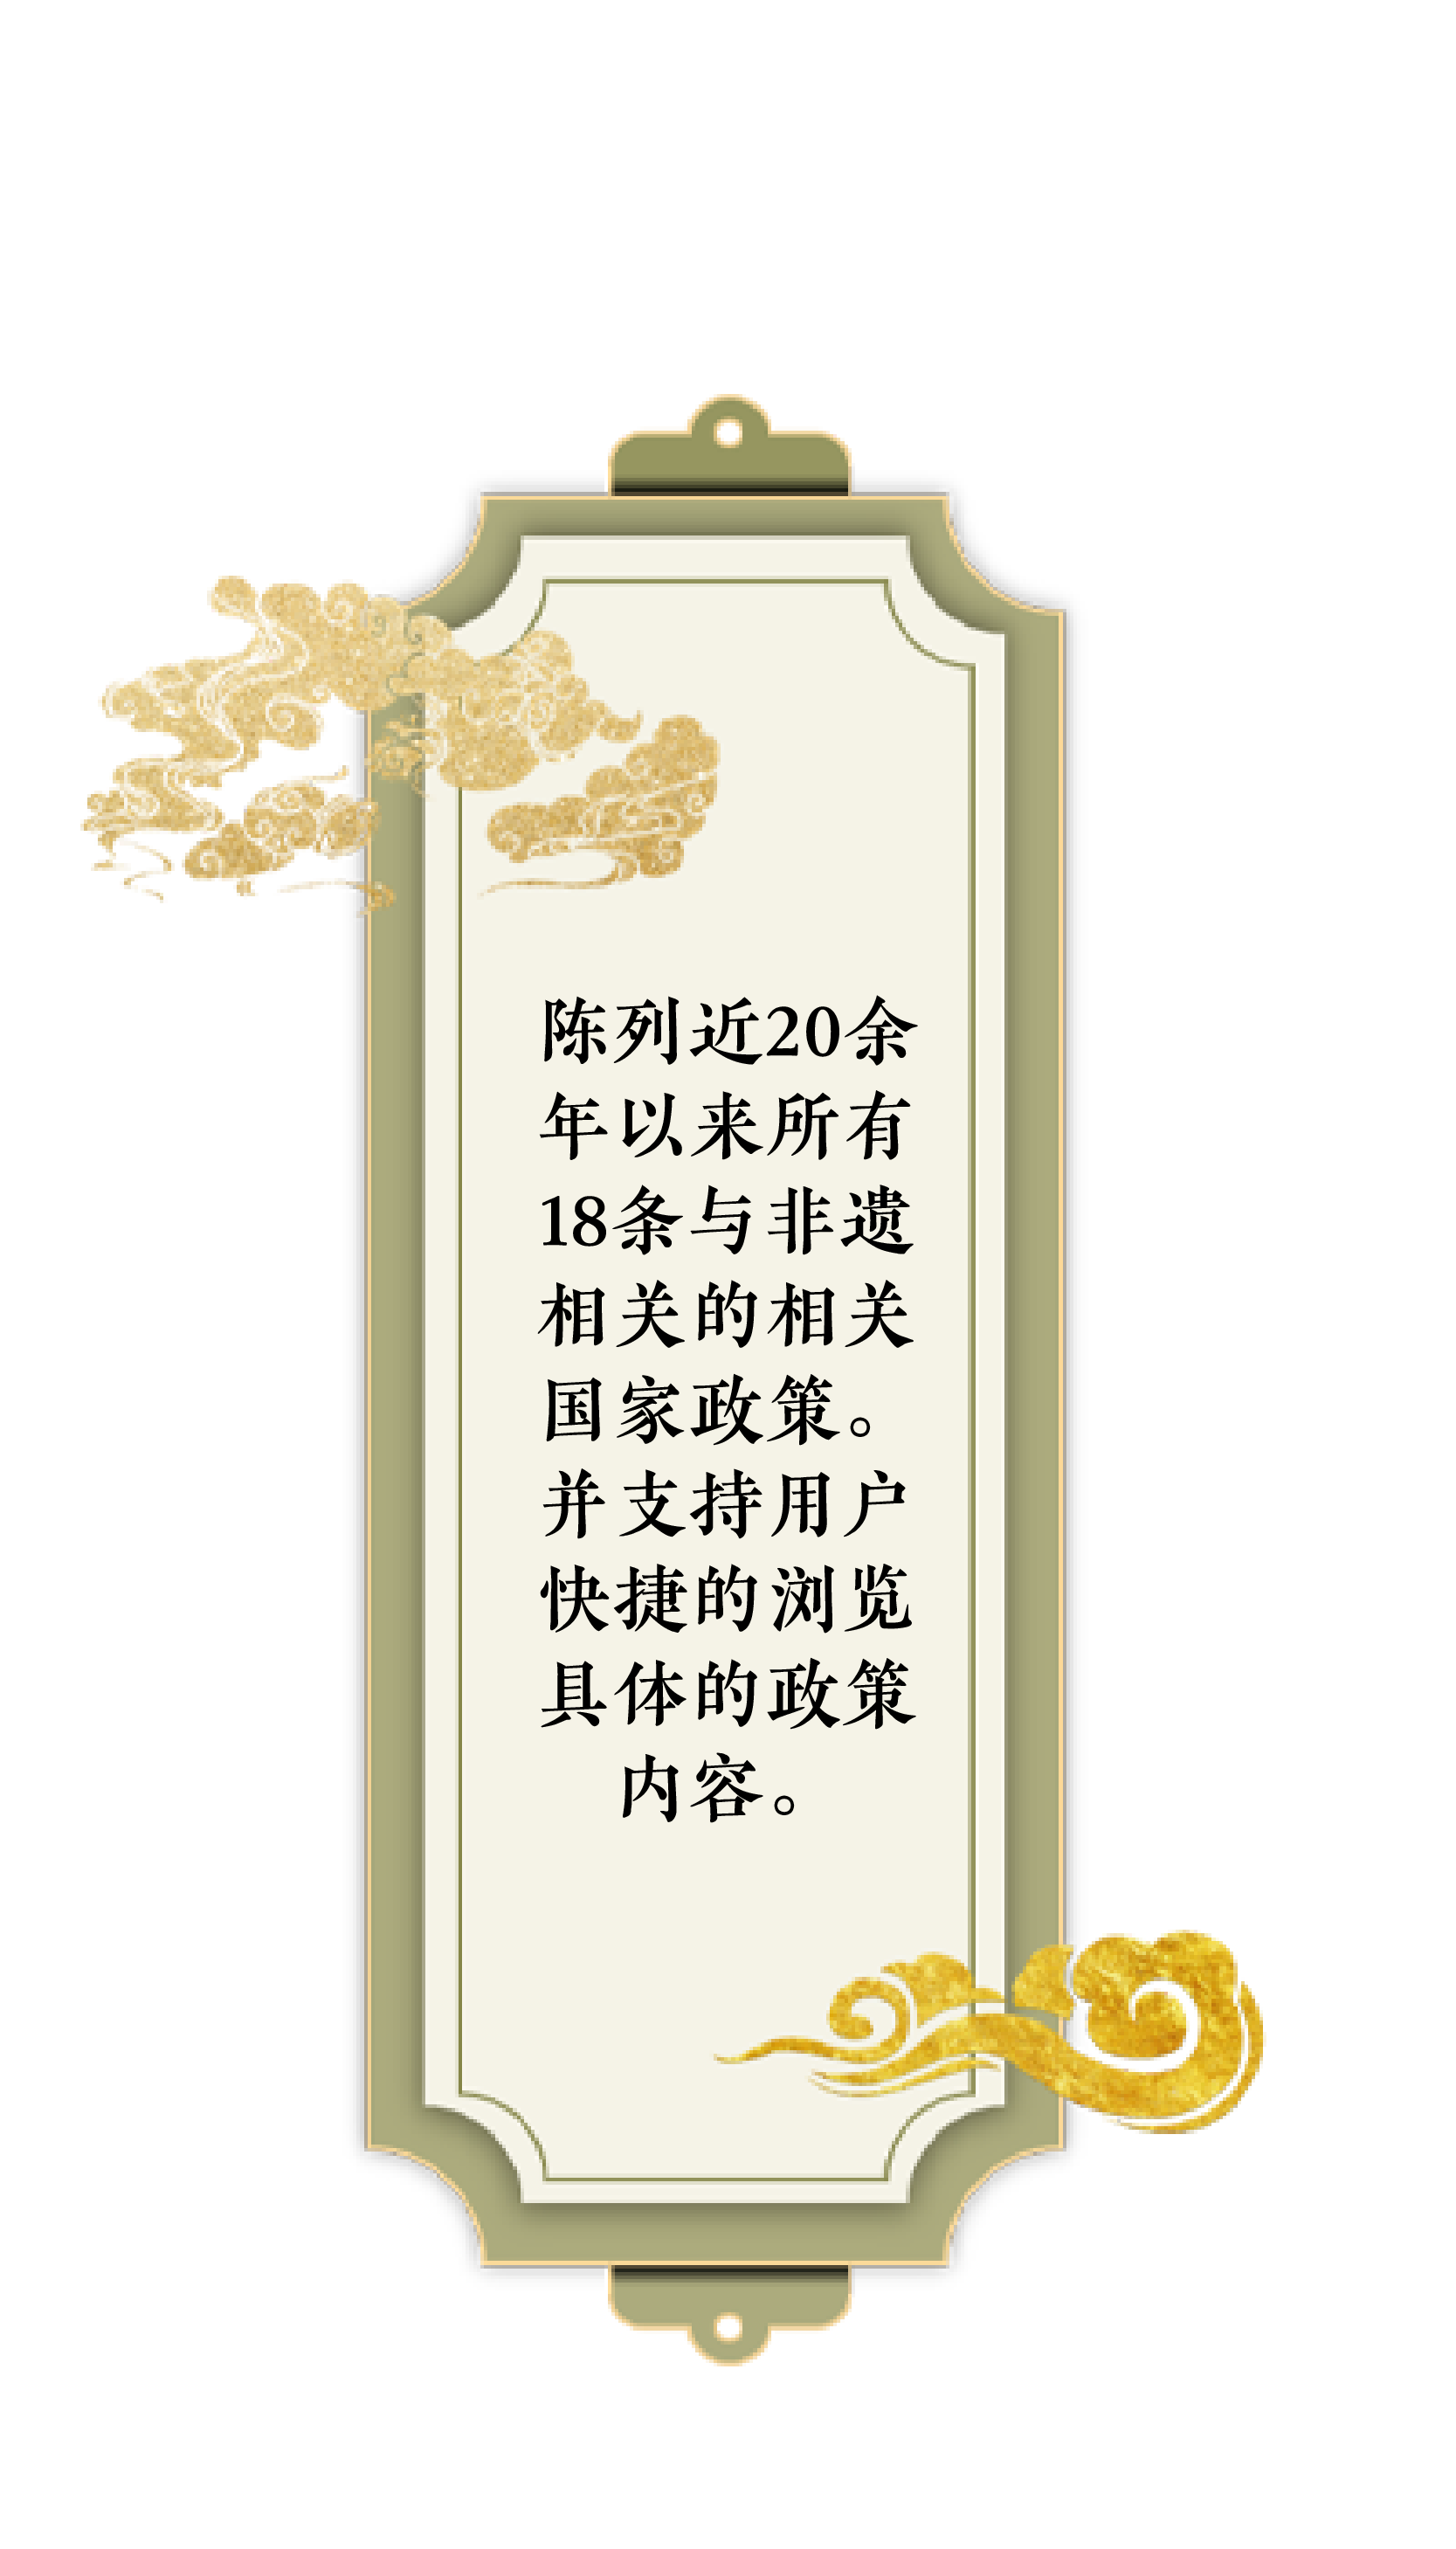 陈列近20余
年以来所有
18条与非遗
相关的相关
国家政策。
并支持用户
快捷的浏览
具体的政策
内容。